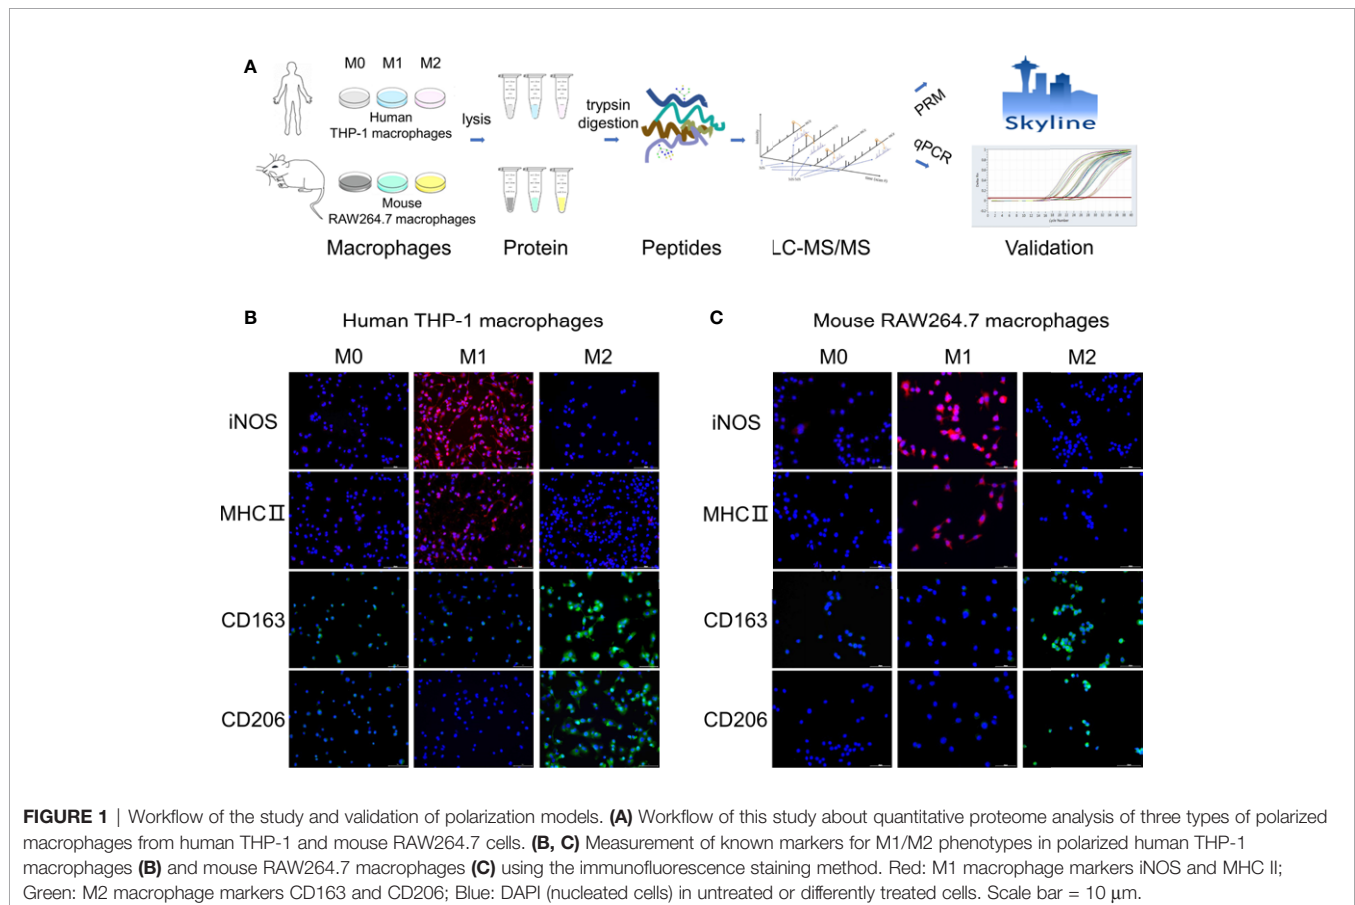 A
M0 M1 M2
Human
THP-1 macrophages
Mouse
RAW264.7 macrophages
Macrophages
lysis
Protein
trypsin
digestion
Peptides
LC-MS/MS
PRM
qPCR
Skyline
Cycle Number
Validation
B
Human THP-1 macrophages
M0 M1 M2
iNOS
MHC II
CD163
CD206
C
Mouse RAW264.7 macrophages
M0 M1 M2
iNOS
MHC II
CD163
CD206
FIGURE 1 | Workflow of the study and validation of polarization models. (A) Workflow of this study about quantitative proteome analysis of three types of polarized
macrophages from human THP-1 and mouse RAW264.7 cells. (B, C) Measurement of known markers for M1/M2 phenotypes in polarized human THP-1
macrophages (B) and mouse RAW264.7 macrophages (C) using the immunofluorescence staining method. Red: M1 macrophage markers iNOS and MHC II;
Green: M2 macrophage markers CD163 and CD206; Blue: DAPI (nucleated cells) in untreated or differently treated cells. Scale bar = 10 μm.